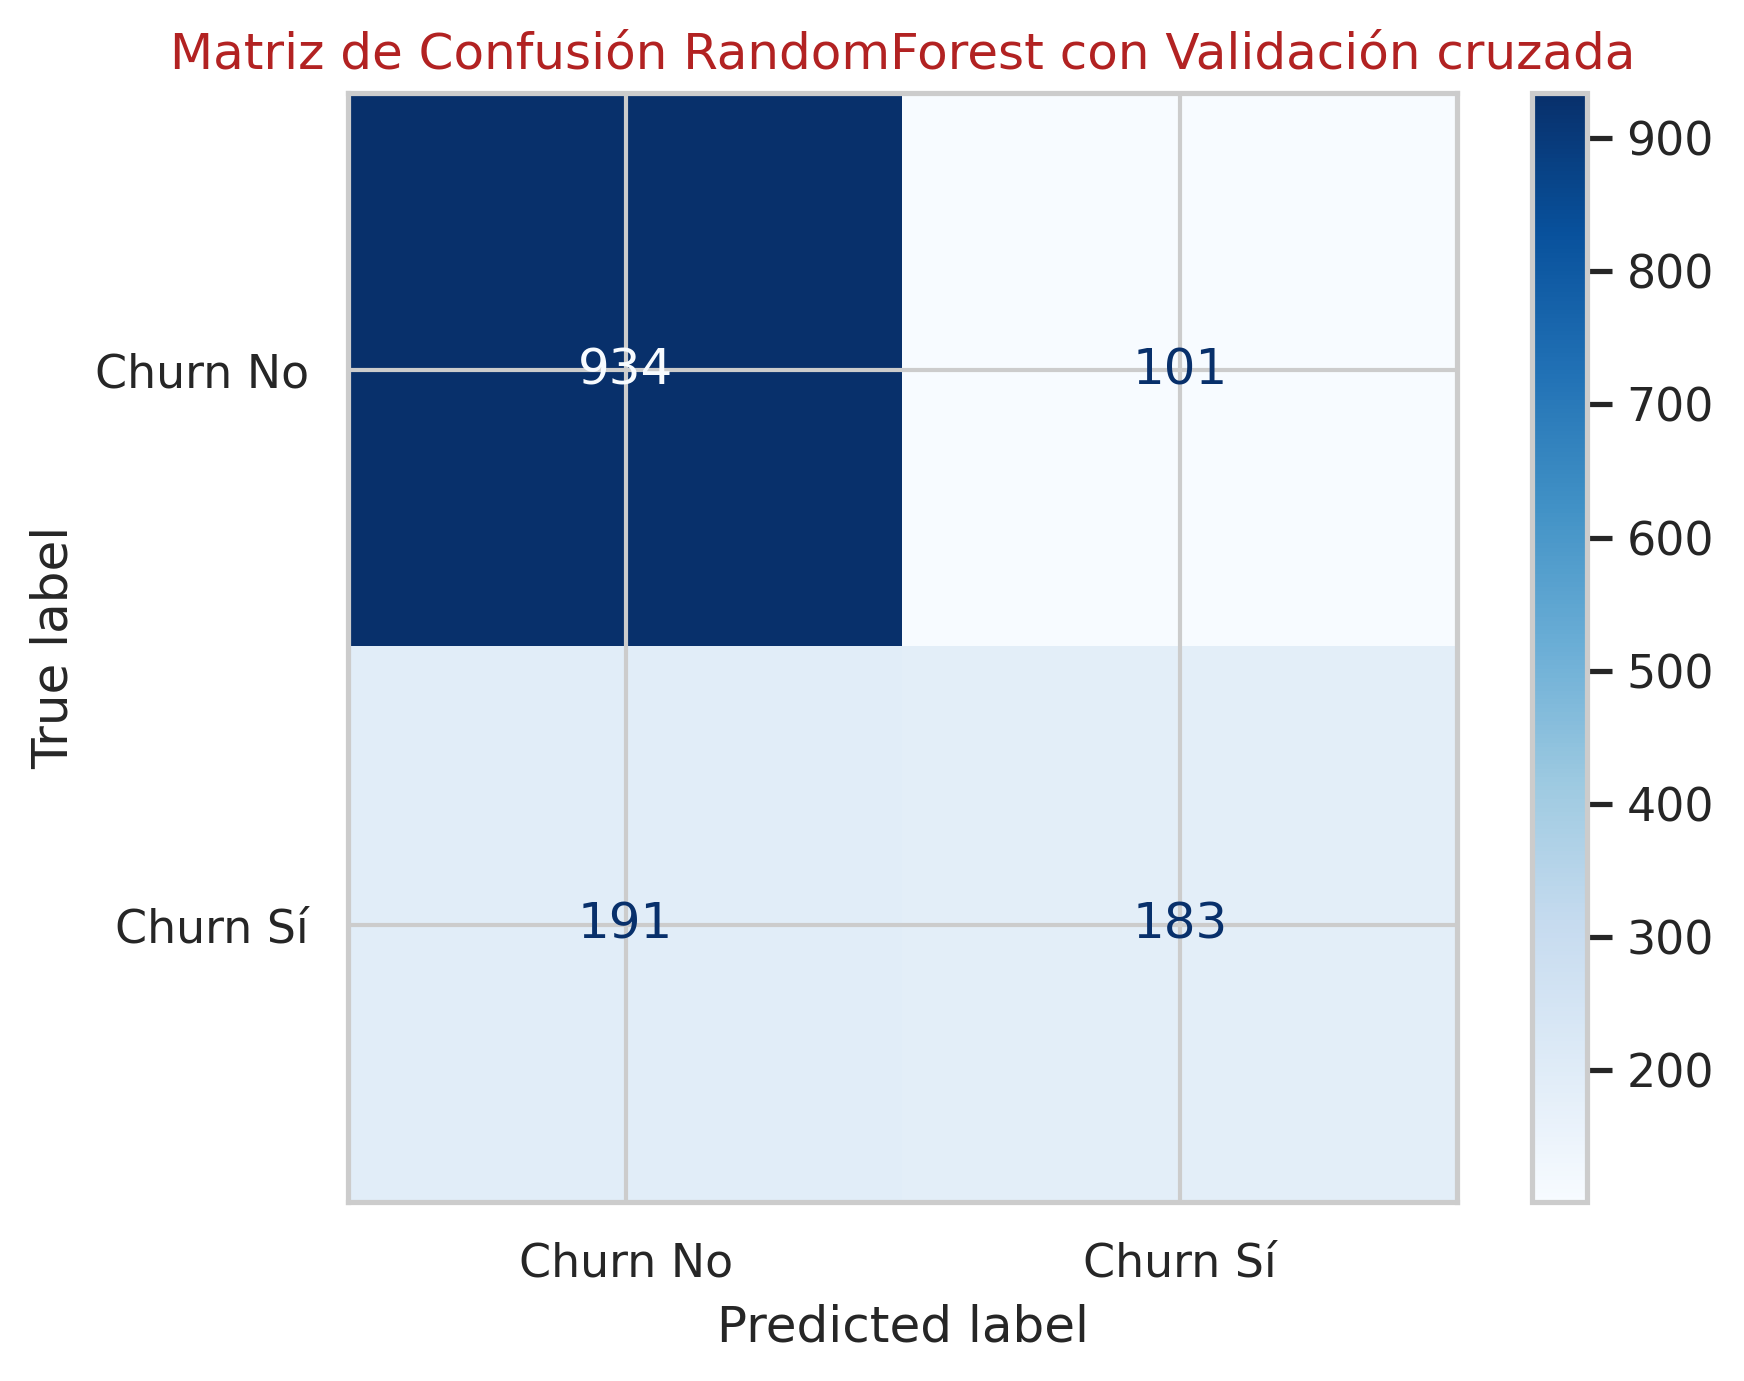 Matriz de Confusión RandomForest con Validación cruzada
True label
Churn No
934
101
Churn Sí
191
183
Churn No
Churn Sí
Predicted label
900
800
700
600
500
400
300
200